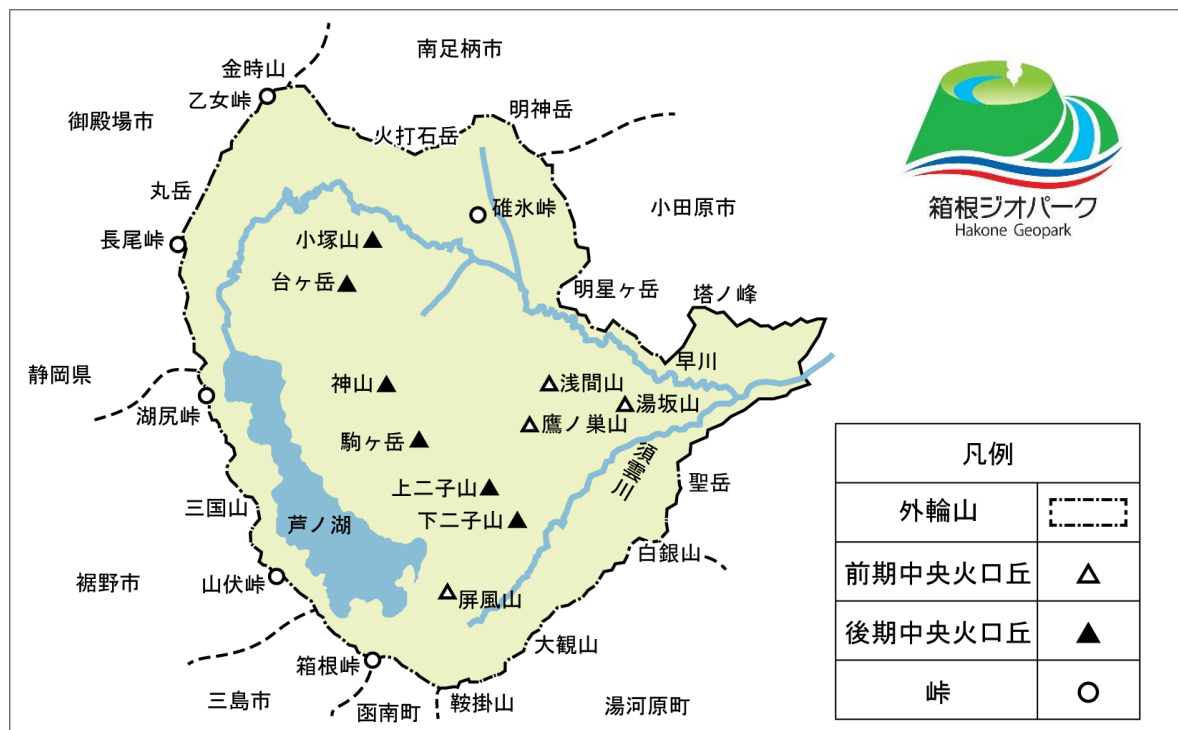 南足柄市
金時山
乙女峠
御殿場市
火打石岳
明神岳
丸岳
碓氷峠
小田原市
長尾峠
小塚山
台ヶ岳
明星ヶ岳
塔ノ峰
静岡県
早川
湖尻峠
神山
浅間山
湯坂山
鷹ノ巣山
駒ヶ岳
須雲川
聖岳
上二子山
三国山
芦ノ湖
下二子山
白銀山
裾野市
山伏峠
屏風山
大観山
箱根峠
三島市
函南町
鞍掛山
湯河原町
箱根ジオパーク
Hakone Geopark
凡例
外輪山
前期中央火口丘
後期中央火口丘
峠